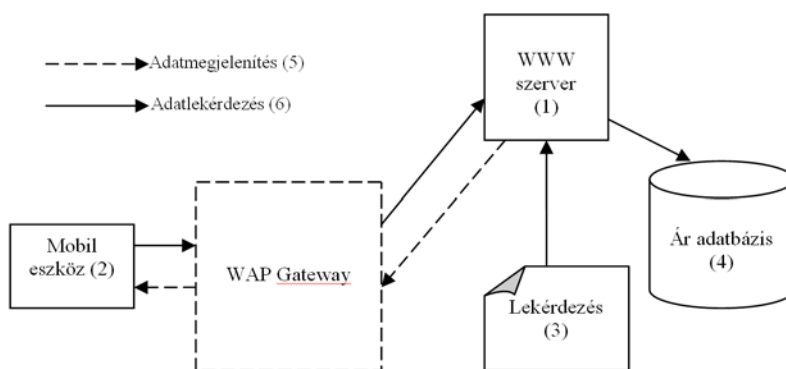 Adatmegjelenítés (5)
Adatlekérdezés (6)
WWW
szerver
(1)
Mobil
eszköz (2)
WAP Gateway
Ár adatbázis
(4)
Lekérdezés
(3)